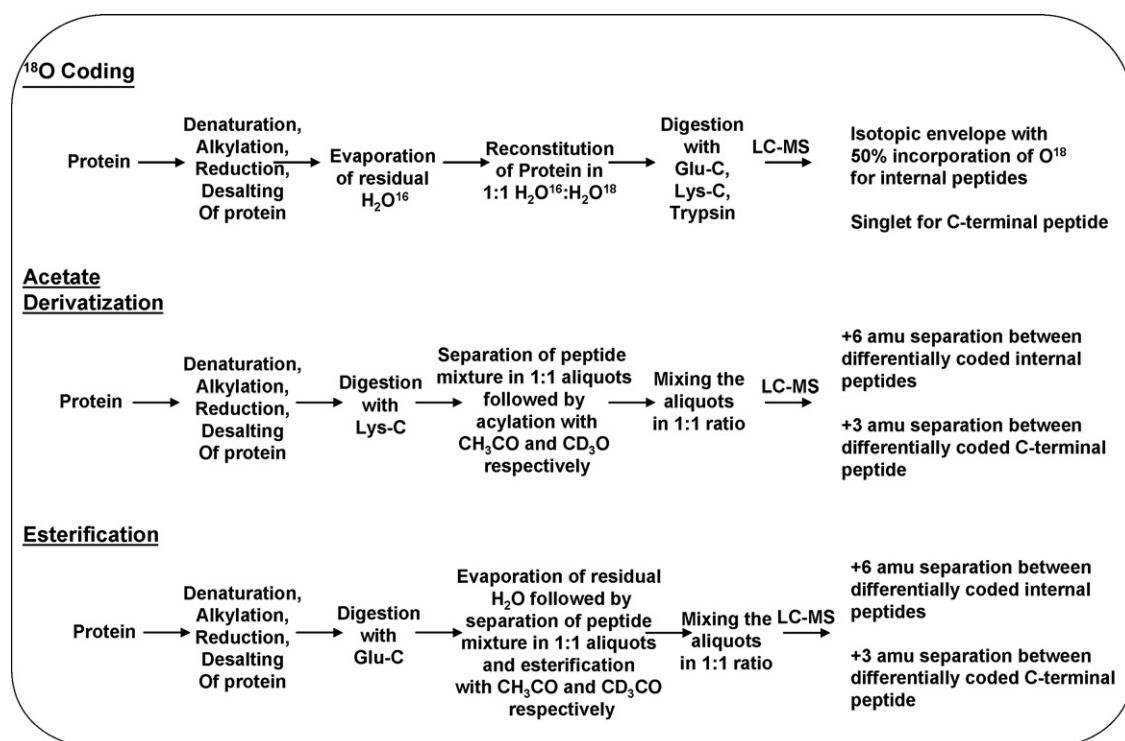 ¹⁸O Coding
Protein
Denaturation,
Alkylation,
Reduction,
Desalting
Of protein
Evaporation
of residual
H₂O¹⁶
Reconstitution
of Protein in
1:1 H₂O¹⁶:H₂O¹⁸
Digestion
with
Glu-C,
Lys-C,
Trypsin
LC-MS
Isotopic envelope with
50% incorporation of O¹⁸
for internal peptides
Singlet for C-terminal peptide
Acetate
Derivatization
Protein
Denaturation,
Alkylation,
Reduction,
Desalting
Of protein
Digestion
with
Lys-C
Separation of peptide
mixture in 1:1 aliquots
followed by
acylation with
CH₃CO and CD₃O
respectively
Mixing the
aliquots
in 1:1 ratio
LC-MS
+6 amu separation between
differentially coded internal
peptides
+3 amu separation between
differentially coded C-terminal
peptide
Esterification
Protein
Denaturation,
Alkylation,
Reduction,
Desalting
Of protein
Digestion
with
Glu-C
Evaporation of residual
H₂O followed by
separation of peptide
mixture in 1:1 aliquots
and esterification
with CH₃CO and CD₃CO
respectively
Mixing the
aliquots
in 1:1 ratio
LC-MS
+6 amu separation between
differentially coded internal
peptides
+3 amu separation between
differentially coded C-terminal
peptide